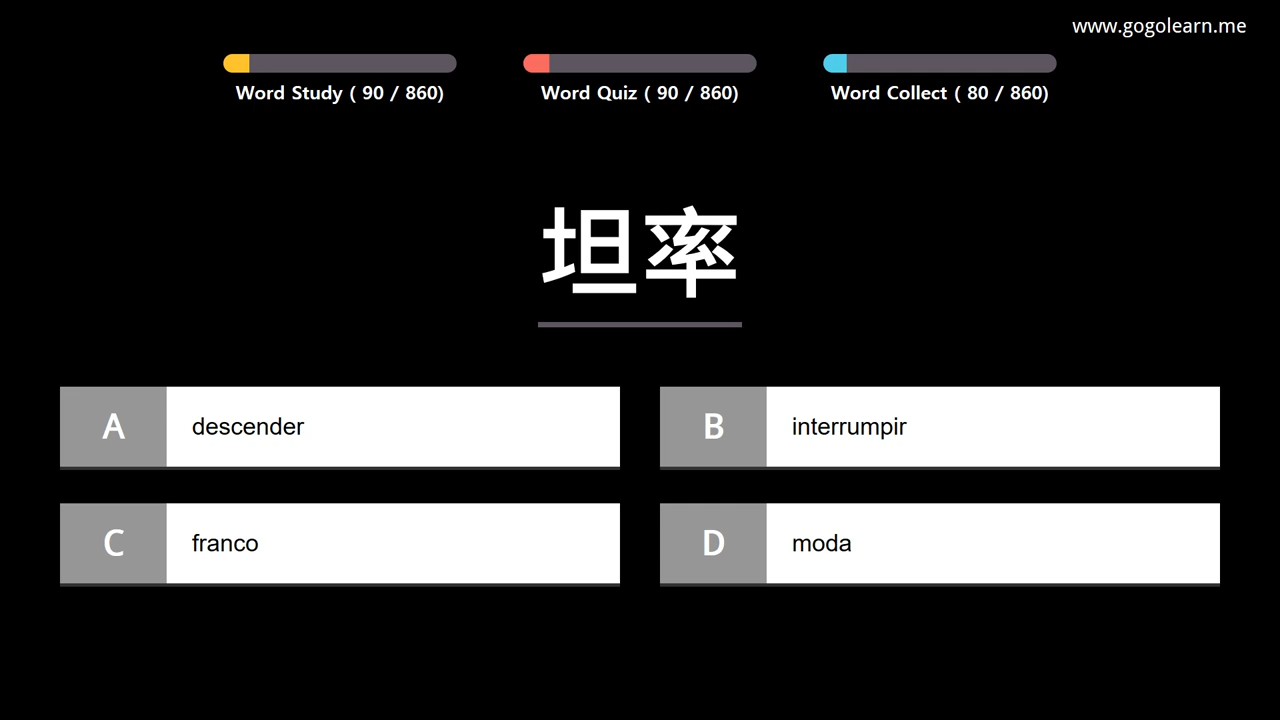 www.gogolearn.me
Word Study ( 90 / 860)
Word Quiz ( 90 / 860)
Word Collect ( 80 / 860)
坦率
A descender
B interrumpir
C franco
D moda